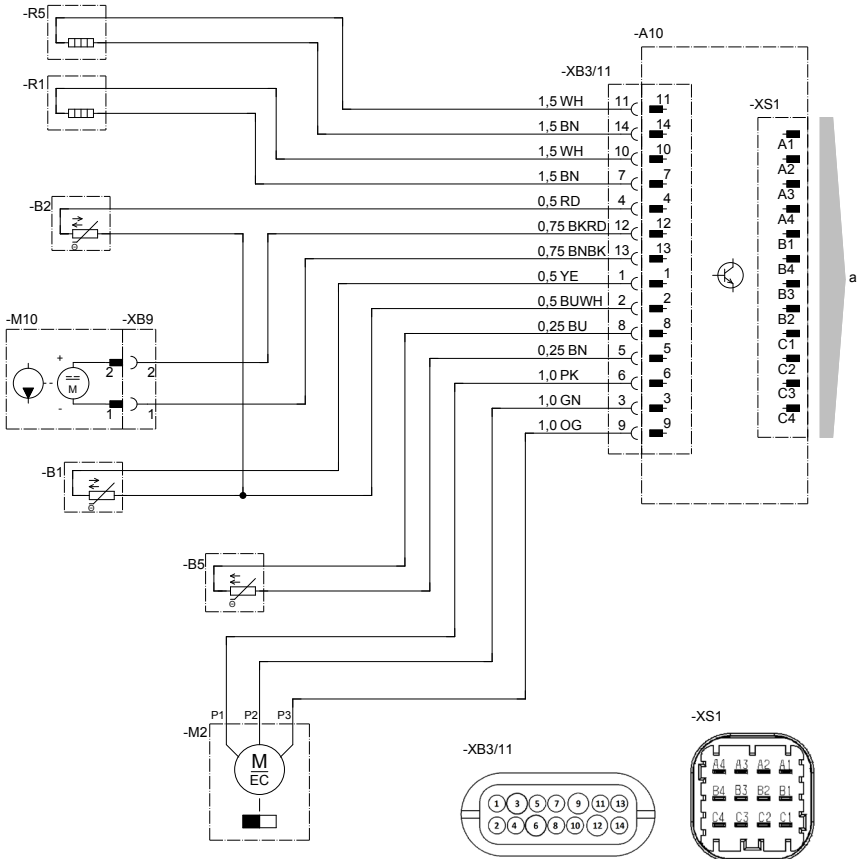 -R5
-A10
-XB3/11
-R1
-XS1
1,5 WH 11 11
1,5 BN 14 14
1,5 WH 10 10
1,5 BN 7 7
0,5 RD 4 4
0,75 BKRD 12 12
0,75 BNBK 13 13
0,5 YE 1 1
0,5 BUWH 2 2
0,25 BU 8 8
0,25 BN 5 5
1,0 PK 6 6
1,0 GN 3 3
1,0 OG 9 9
A1
A2
A3
A4
B1
B4
B3
B2
C1
C2
C3
C4
a
-B2
-M10
-XB9
+
M
-
2 2
1 1
-B1
-B5
P1 P2 P3
-M2
M
EC
-XB3/11
1 3 5 7 9 11 13
2 4 6 8 10 12 14
-XS1
A4 A3 A2 A1
B4 B3 B2 B1
C4 C3 C2 C1